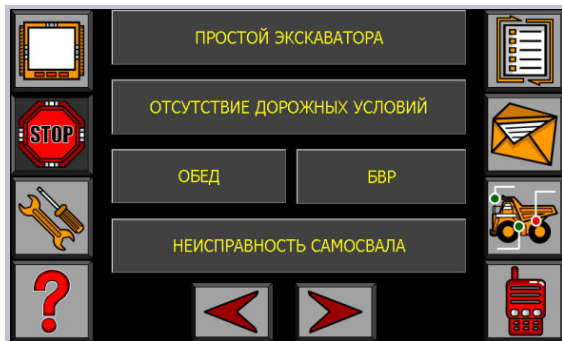 ПРОСТОЙ ЭКСКАВАТОРА
ОТСУТСТВИЕ ДОРОЖНЫХ УСЛОВИЙ
STOP
ОБЕД
БВР
НЕИСПРАВНОСТЬ САМОСВАЛА